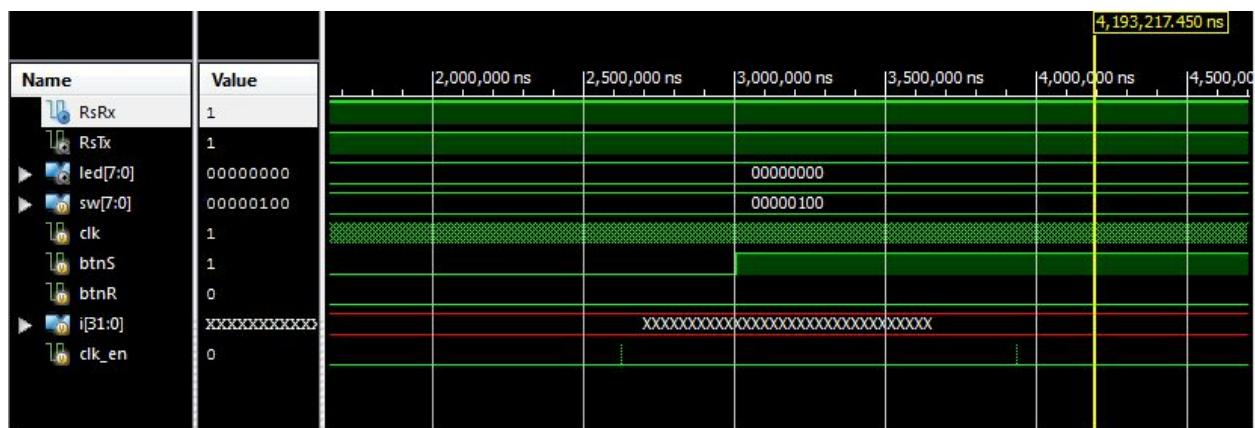 4,193,217.450 ns
Name Value 2,000,000 ns 2,500,000 ns 3,000,000 ns 3,500,000 ns 4,000,000 ns 4,500,00
RsRx 1
RsTx 1
led[7:0] 00000000 00000000
sw[7:0] 00000100 00000100
clk 1
btnS 1
btnR 0
i[31:0] XXXXXXXXXXX XXXXXXXXXXXXXXXXXXXXXXXXXXXXXXXX
clk_en 0